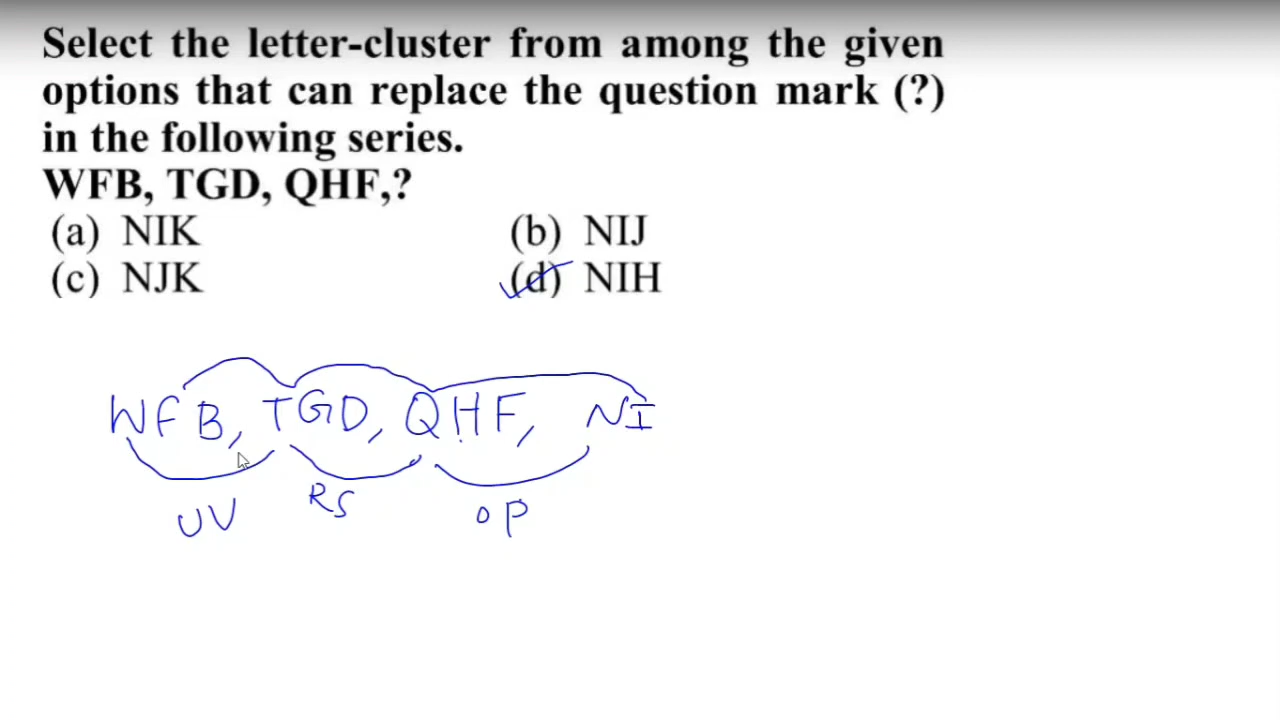 Select the letter-cluster from among the given
options that can replace the question mark (?)
in the following series.
WFB, TGD, QHF,?
(a) NIK (b) NIJ
(c) NJK (d) NIH
WFB, TGD, QHF, NI
UV RS OP